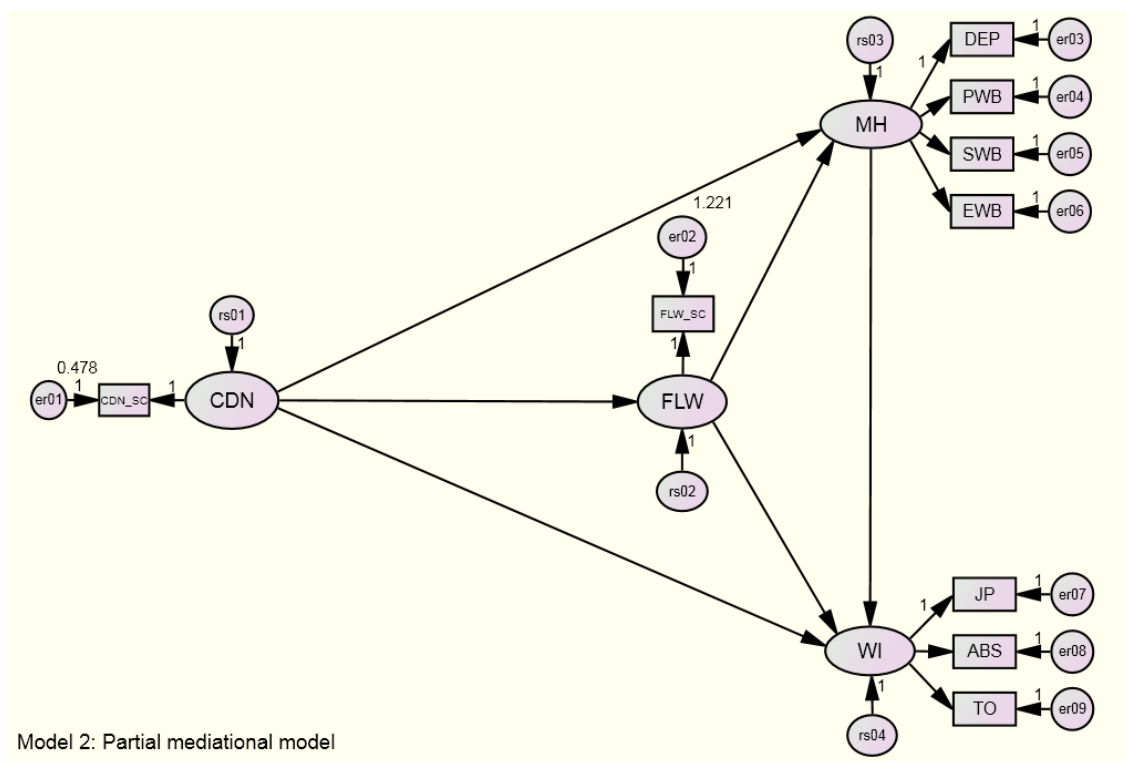 rs03
1
DEP
1
er03
1
PWB
1
er04
MH
SWB
1
er05
EWB
1
er06
1.221
er02
1
FLW_SC
1
rs01
1
0.478
er01
1
CDN_SC
1
CDN
FLW
1
rs02
JP
1
er07
1
WI
ABS
1
er08
1
TO
1
er09
rs04
Model 2: Partial mediational model